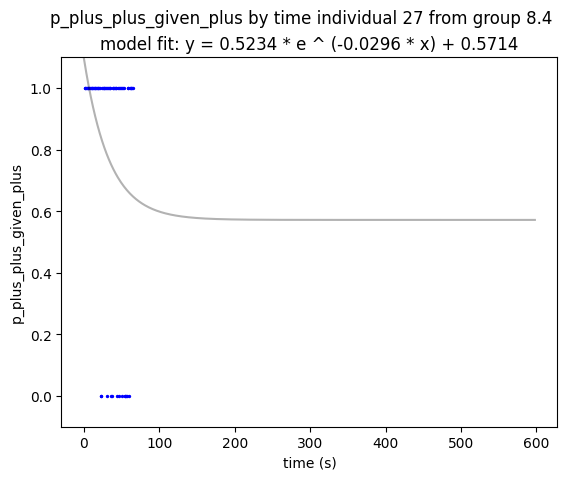 p_plus_plus_given_plus by time individual 27 from group 8.4
model fit: y = 0.5234 * e ^ (-0.0296 * x) + 0.5714
1.0
0.8
0.6
0.4
0.2
0.0
p_plus_plus_given_plus
0 100 200 300 400 500 600
time (s)